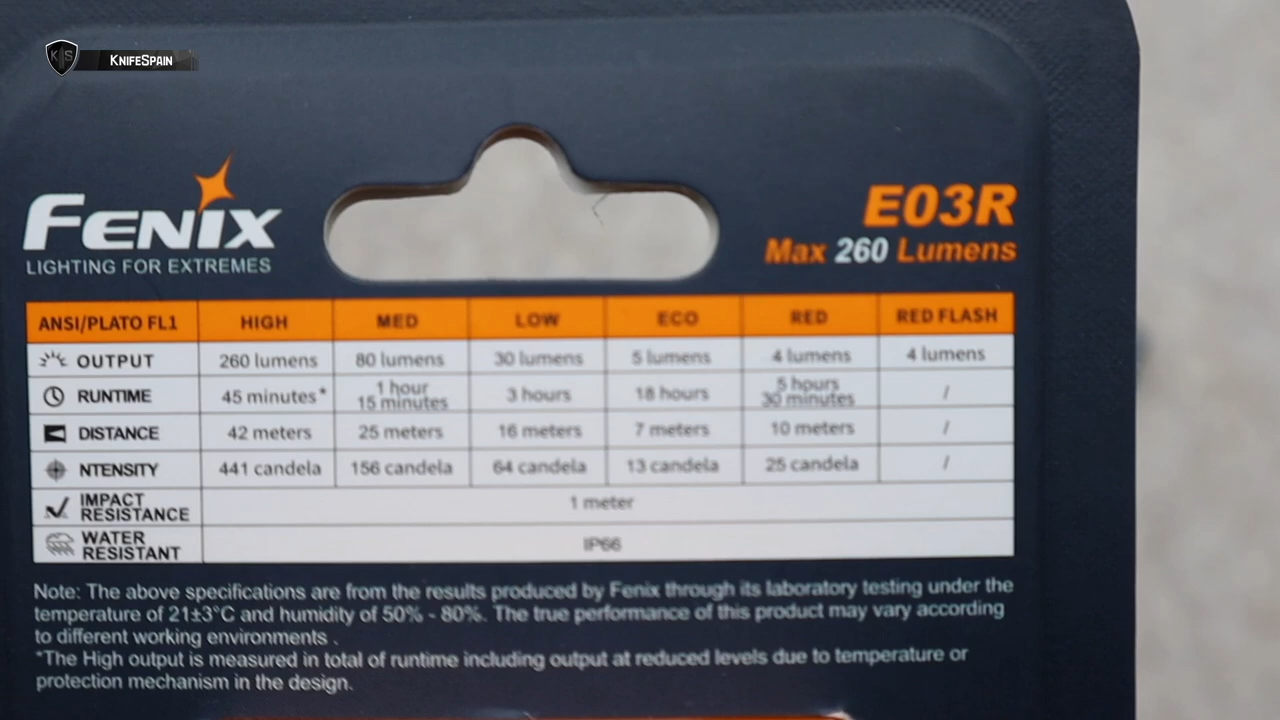 KS KNIFESPAIN
FENIX
LIGHTING FOR EXTREMES
E03R
Max 260 Lumens
ANSI/PLATO FL1 HIGH MED LOW ECO RED RED FLASH
OUTPUT 260 lumens 80 lumens 30 lumens 5 lumens 4 lumens 4 lumens
RUNTIME 45 minutes* 1 hour 15 minutes 3 hours 18 hours 5 hours 30 minutes /
DISTANCE 42 meters 25 meters 16 meters 7 meters 10 meters /
NTENSITY 441 candela 156 candela 64 candela 13 candela 25 candela /
IMPACT RESISTANCE 1 meter
WATER RESISTANT IP66
Note: The above specifications are from the results produced by Fenix through its laboratory testing under the
temperature of 21±3°C and humidity of 50% - 80%. The true performance of this product may vary according
to different working environments .
*The High output is measured in total of runtime including output at reduced levels due to temperature or
protection mechanism in the design.